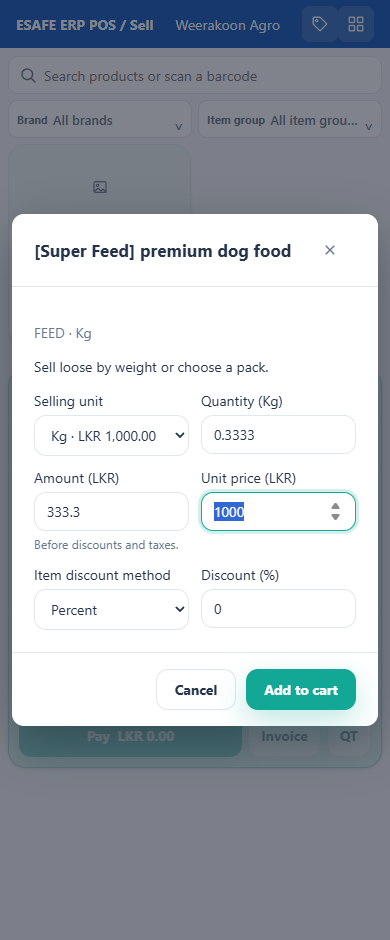 ESAFE ERP POS / Sell Weerakoon Agro
Search products or scan a barcode
Brand All brands Item group All item grou...
[Super Feed] premium dog food
FEED · Kg
Sell loose by weight or choose a pack.
Selling unit Quantity (Kg)
Kg · LKR 1,000.00 0.3333
Amount (LKR) Unit price (LKR)
333.3 1000
Before discounts and taxes.
Item discount method Discount (%)
Percent 0
Cancel Add to cart
Pay LKR 0.00 Invoice QT